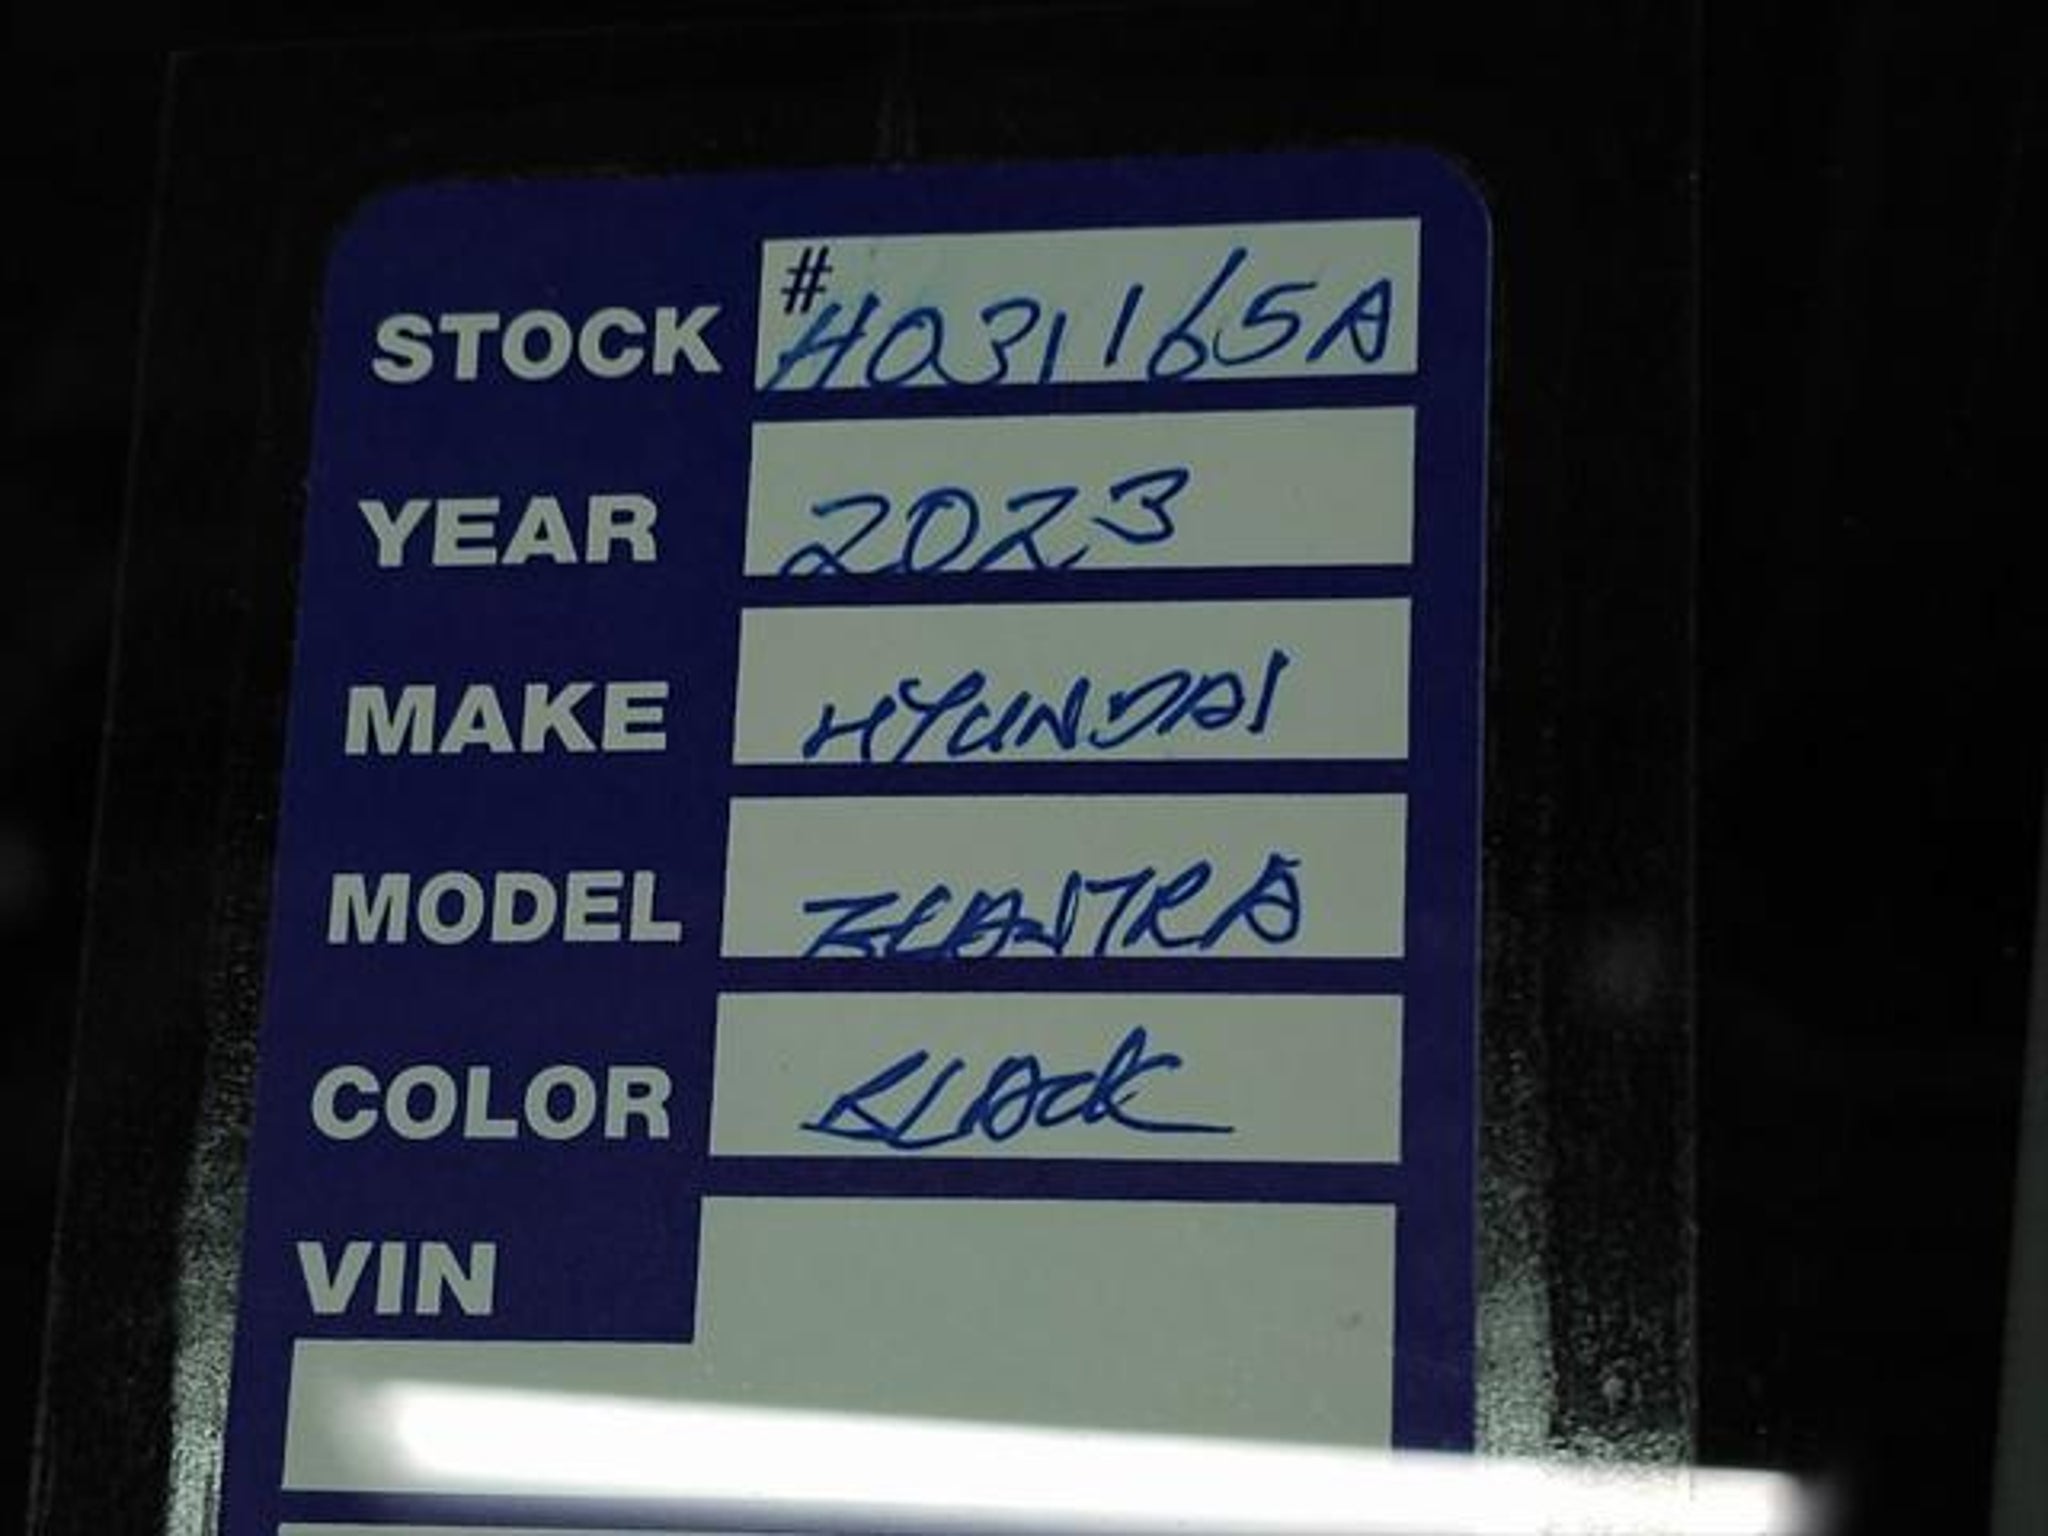 STOCK #H031165A
YEAR 2023
MAKE HYUNDAI
MODEL ELANTRA
COLOR BLACK
VIN